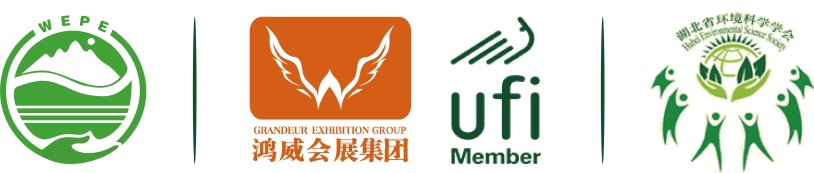 WEPE
GRANDEUR EXHIBITION GROUP
鸿威会展集团
ufi
Member
湖北省环境科学学会
Hubei Environmental Science Society